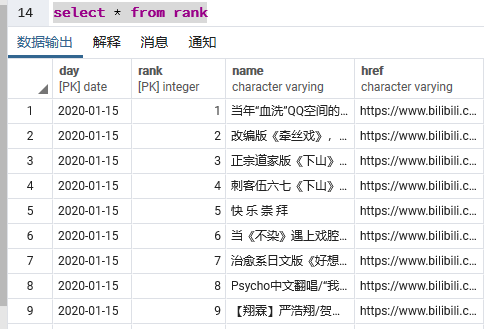 14 select * from rank
数据输出 解释 消息 通知
day rank name href
[PK] date [PK] integer character varying character varying
1 2020-01-15 1 当年“血洗”QQ空间的... https://www.bilibili.c...
2 2020-01-15 2 改编版《牵丝戏》，... https://www.bilibili.c...
3 2020-01-15 3 正宗道家版《下山》... https://www.bilibili.c...
4 2020-01-15 4 刺客伍六七《下山》... https://www.bilibili.c...
5 2020-01-15 5 快 乐 崇 拜 https://www.bilibili.c...
6 2020-01-15 6 当《不染》遇上戏腔... https://www.bilibili.c...
7 2020-01-15 7 治愈系日文版《好想... https://www.bilibili.c...
8 2020-01-15 8 Psycho中文翻唱/“我... https://www.bilibili.c...
9 2020-01-15 9 【翔霖】严浩翔/贺... https://www.bilibili.c...